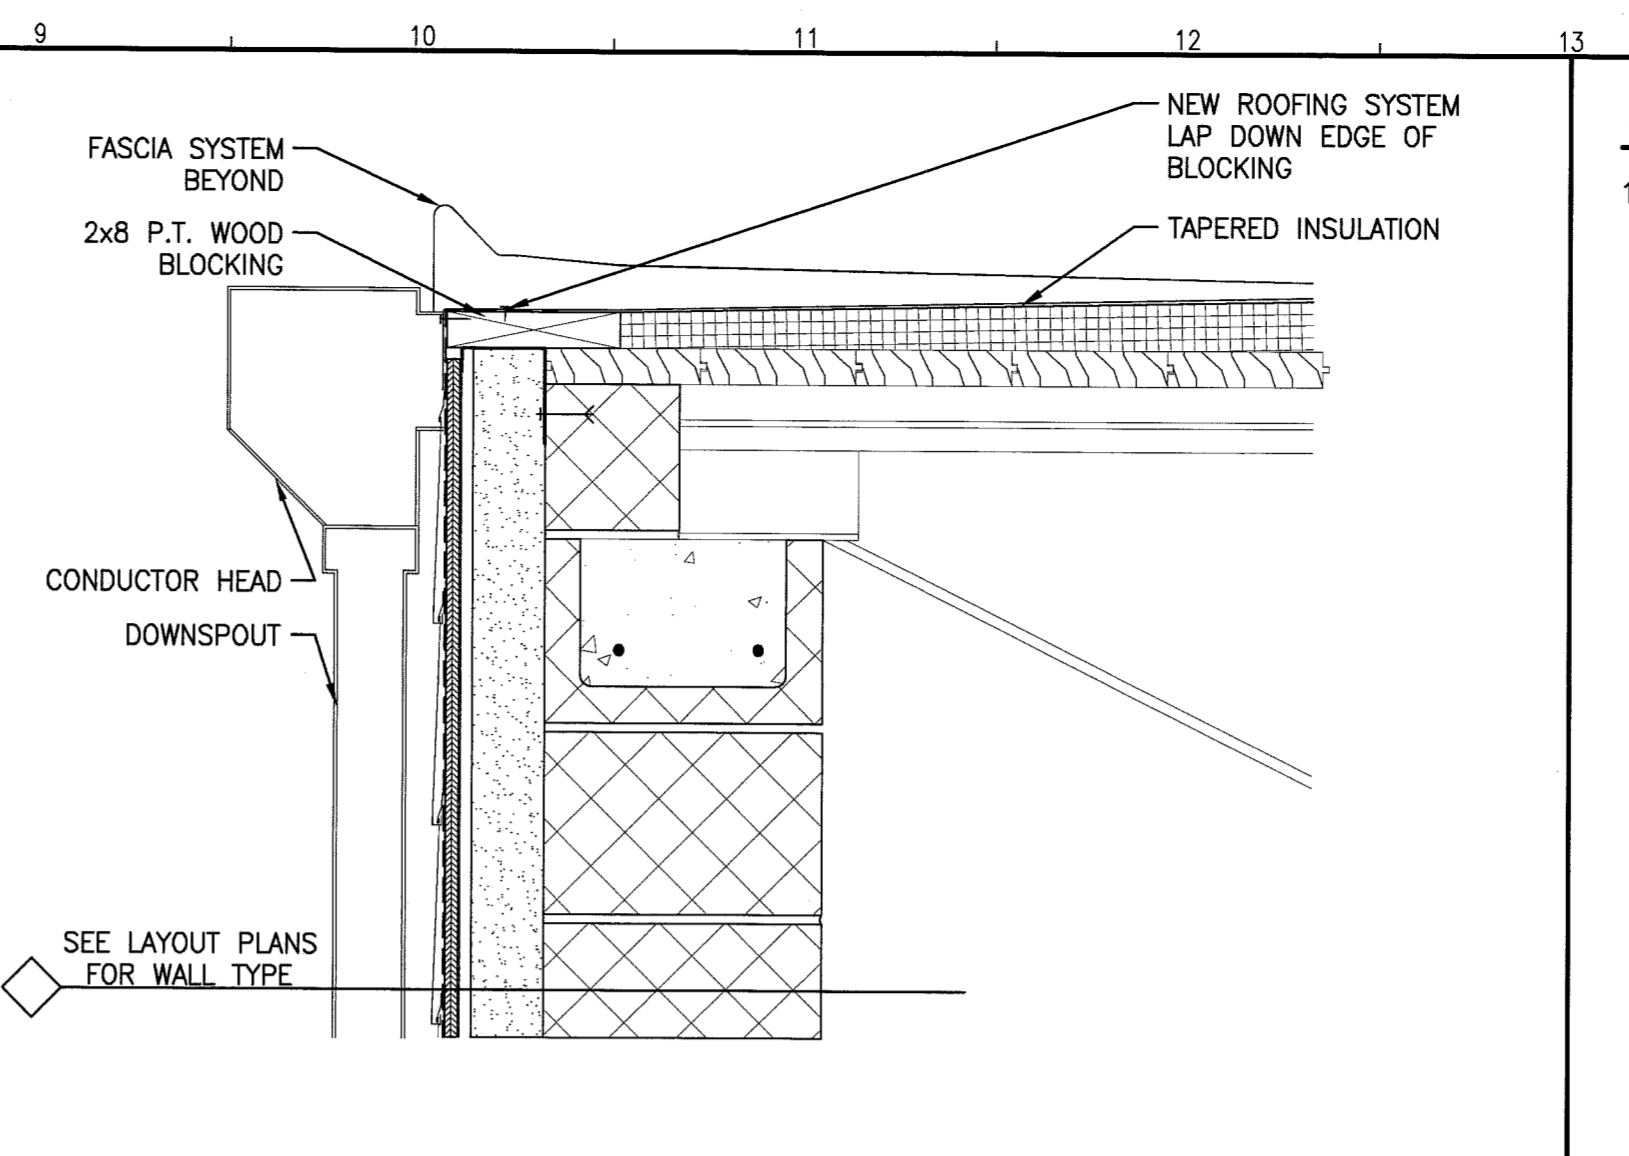 9 10 11 12 13
FASCIA SYSTEM
BEYOND
2x8 P.T. WOOD
BLOCKING
NEW ROOFING SYSTEM
LAP DOWN EDGE OF
BLOCKING
TAPERED INSULATION
CONDUCTOR HEAD
DOWNSPOUT
SEE LAYOUT PLANS
FOR WALL TYPE